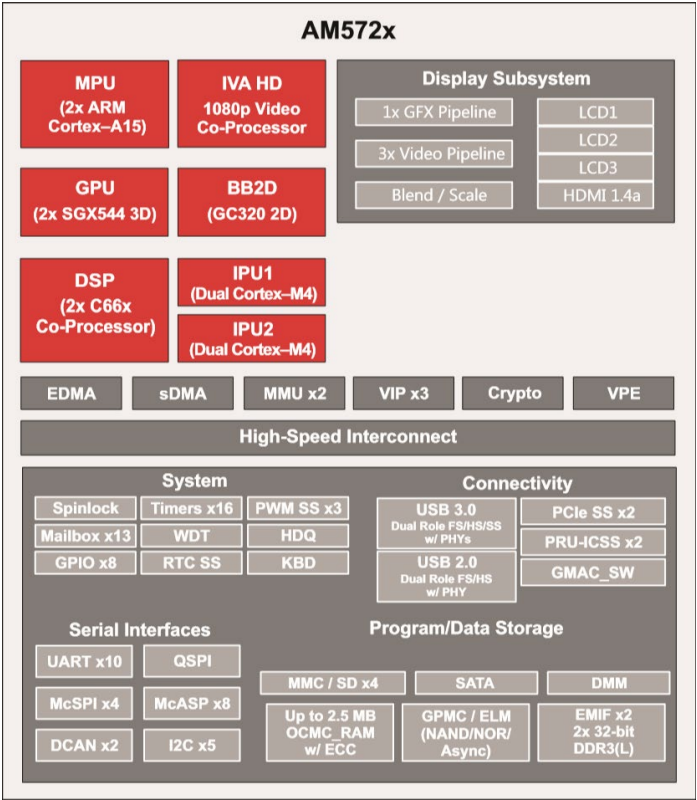 AM572x
MPU
(2x ARM
Cortex–A15)
IVA HD
1080p Video
Co-Processor
Display Subsystem
1x GFX Pipeline
3x Video Pipeline
Blend / Scale
LCD1
LCD2
LCD3
HDMI 1.4a
GPU
(2x SGX544 3D)
BB2D
(GC320 2D)
DSP
(2x C66x
Co-Processor)
IPU1
(Dual Cortex–M4)
IPU2
(Dual Cortex–M4)
EDMA
sDMA
MMU x2
VIP x3
Crypto
VPE
High-Speed Interconnect
System
Spinlock
Timers x16
PWM SS x3
Mailbox x13
WDT
HDQ
GPIO x8
RTC SS
KBD
Connectivity
USB 3.0
Dual Role FS/HS/SS
w/ PHYs
USB 2.0
Dual Role FS/HS
w/ PHY
PCIe SS x2
PRU-ICSS x2
GMAC_SW
Serial Interfaces
UART x10
QSPI
McSPI x4
McASP x8
DCAN x2
I2C x5
Program/Data Storage
MMC / SD x4
SATA
DMM
Up to 2.5 MB
OCMC_RAM
w/ ECC
GPMC / ELM
(NAND/NOR/
Async)
EMIF x2
2x 32-bit
DDR3(L)